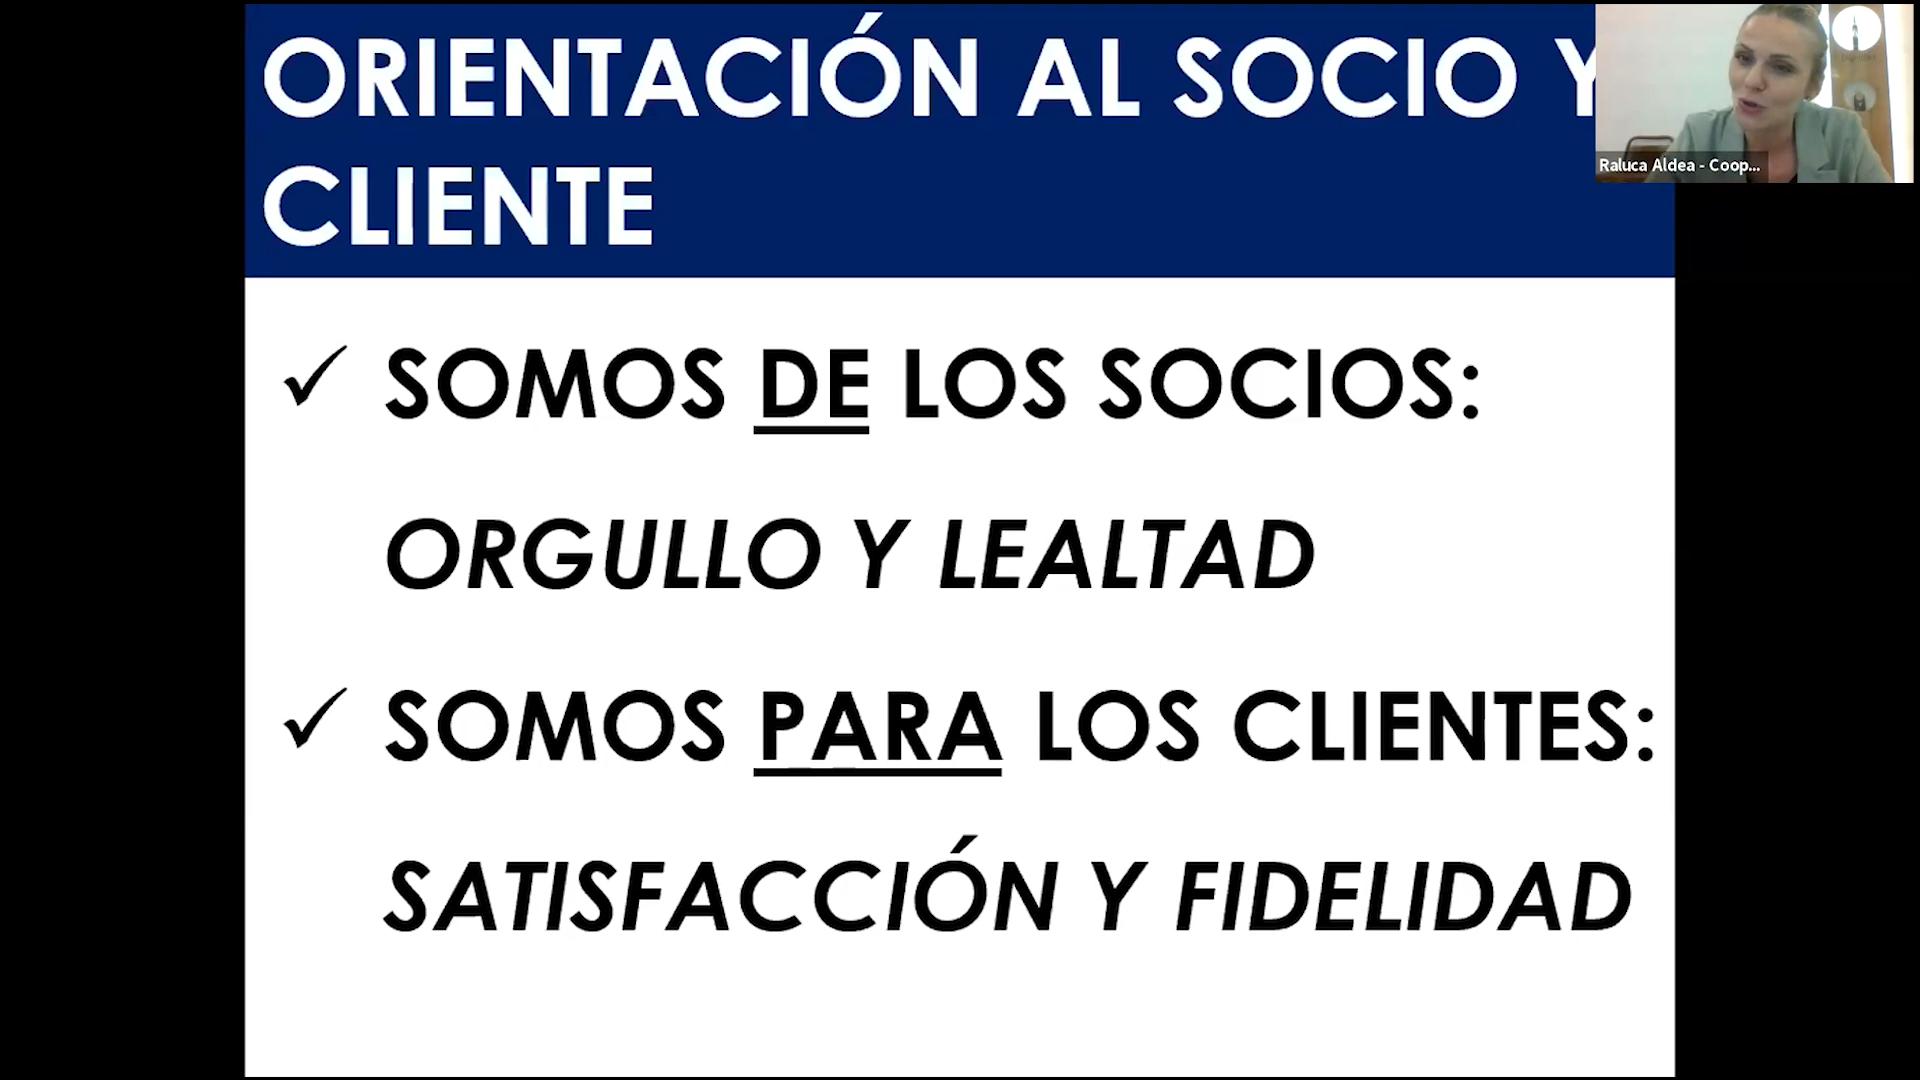 ORIENTACIÓN AL SOCIO Y
CLIENTE
Raluca Aldea - Coop...
✓ SOMOS DE LOS SOCIOS:
ORGULLO Y LEALTAD
✓ SOMOS PARA LOS CLIENTES:
SATISFACCIÓN Y FIDELIDAD